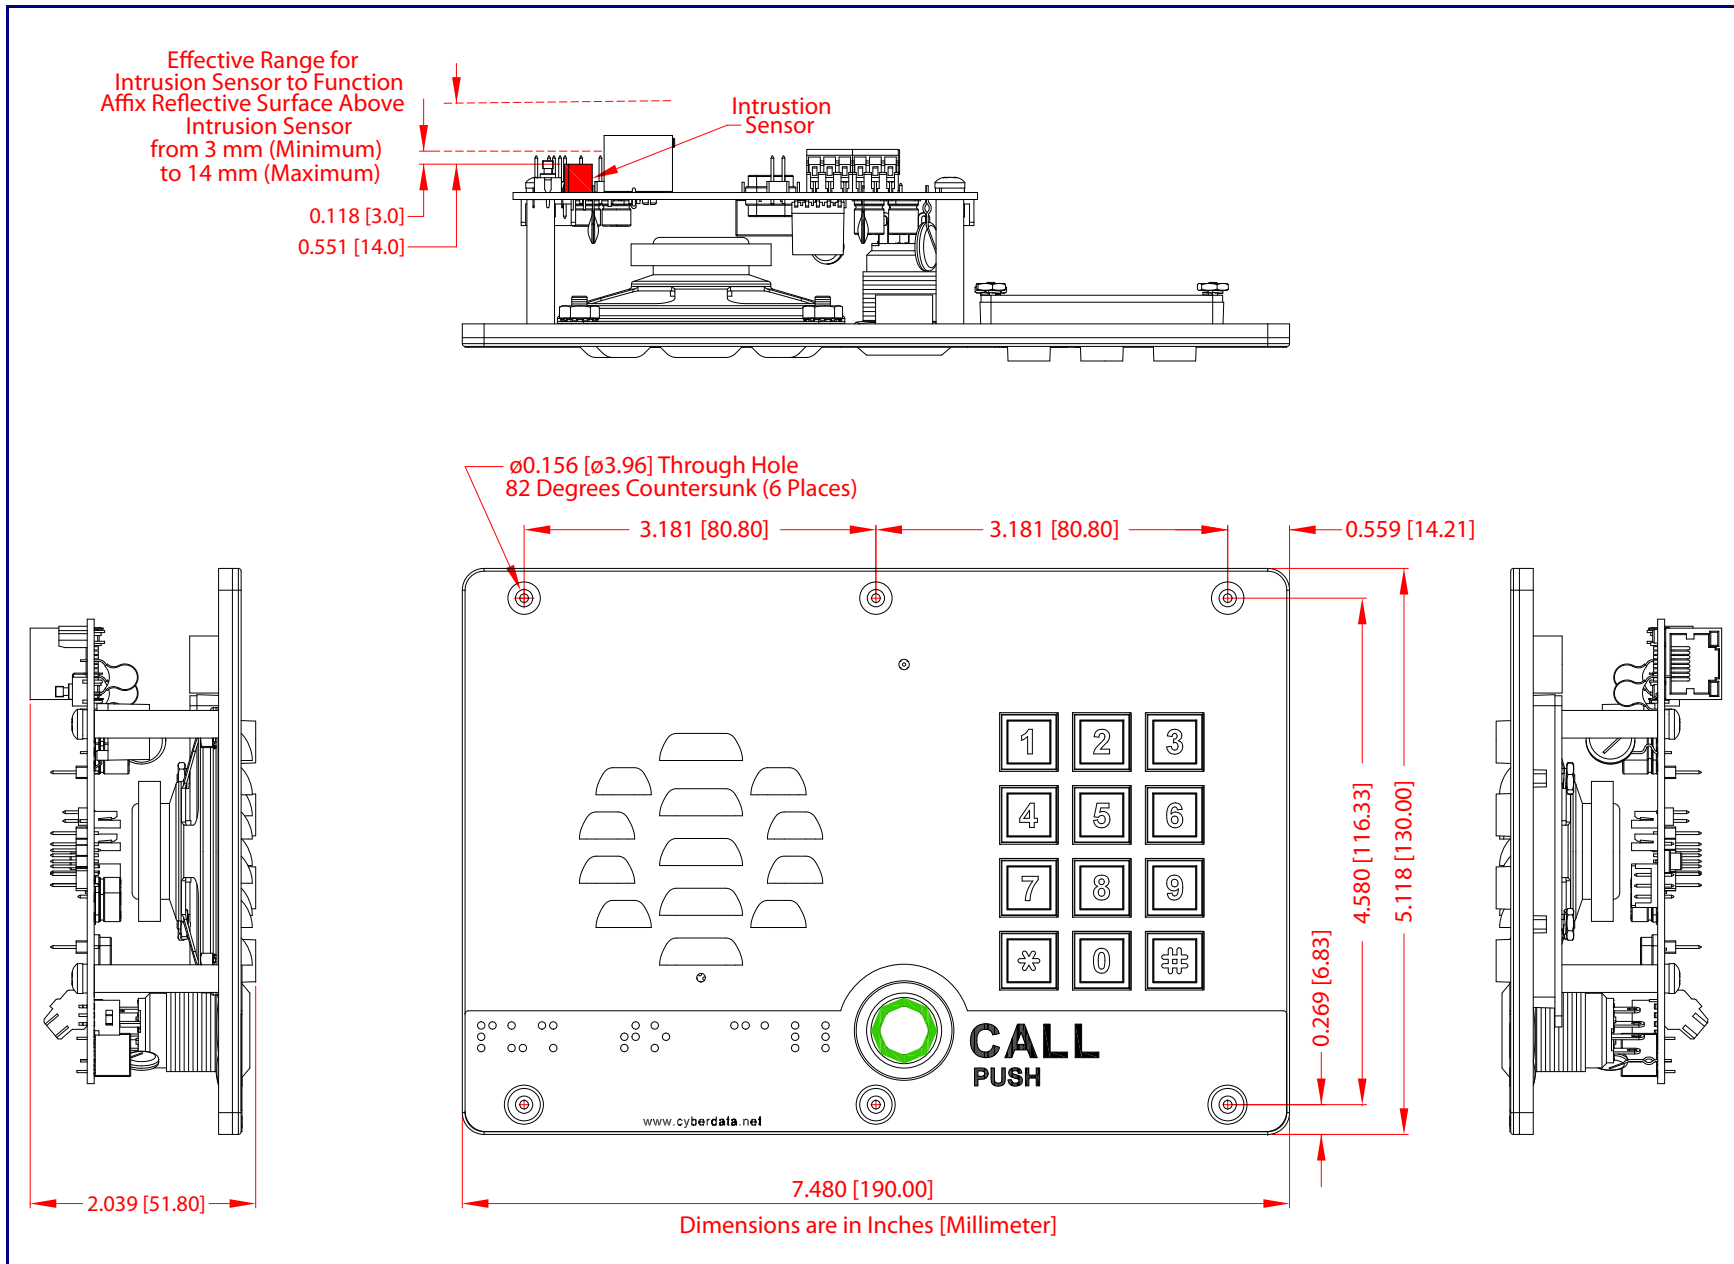 Effective Range for
Intrusion Sensor to Function
Affix Reflective Surface Above
Intrusion Sensor
from 3 mm (Minimum)
to 14 mm (Maximum)
Intrustion
Sensor
0.118 [3.0]
0.551 [14.0]
ø0.156 [ø3.96] Through Hole
82 Degrees Countersunk (6 Places)
3.181 [80.80]
3.181 [80.80]
0.559 [14.21]
1 2 3
4 5 6
7 8 9
* 0 #
4.580 [116.33]
5.118 [130.00]
0.269 [6.83]
CALL
PUSH
www.cyberdata.net
2.039 [51.80]
7.480 [190.00]
Dimensions are in Inches [Millimeter]